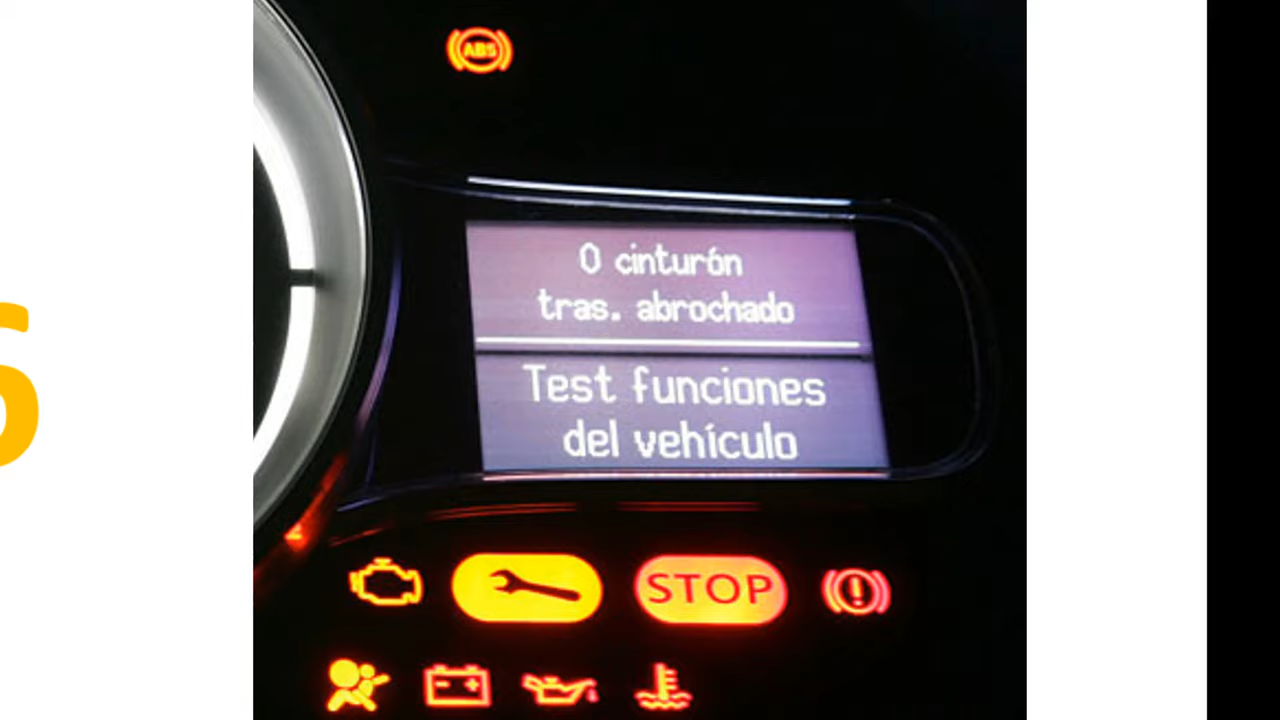 ABS
0 cinturón
tras. abrochado
Test funciones
del vehículo
STOP